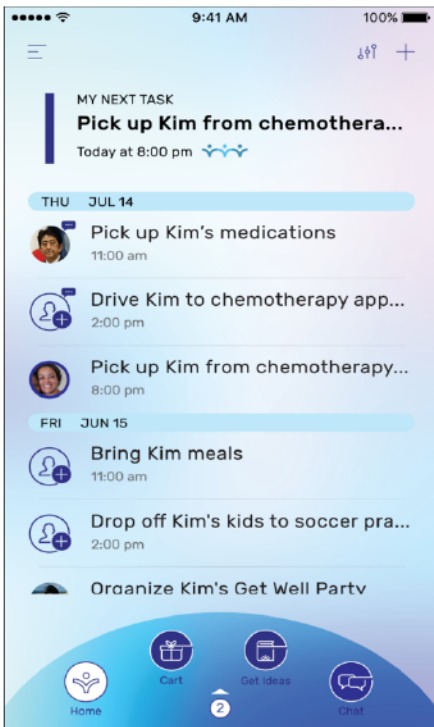 9:41 AM
100%
MY NEXT TASK
Pick up Kim from chemothera...
Today at 8:00 pm
THU JUL 14
Pick up Kim's medications
11:00 am
Drive Kim to chemotherapy app...
2:00 pm
Pick up Kim from chemotherapy...
8:00 pm
FRI JUN 15
Bring Kim meals
11:00 am
Drop off Kim's kids to soccer pra...
2:00 pm
Organize Kim's Get Well Party
Cart
Get ideas
Home
2
Chat